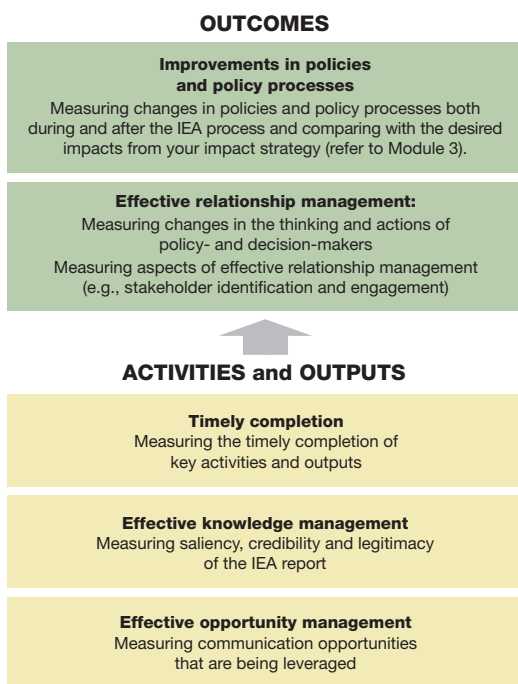 OUTCOMES
Improvements in policies
and policy processes
Measuring changes in policies and policy processes both
during and after the IEA process and comparing with the desired
impacts from your impact strategy (refer to Module 3).
Effective relationship management:
Measuring changes in the thinking and actions of
policy- and decision-makers
Measuring aspects of effective relationship management
(e.g., stakeholder identification and engagement)
ACTIVITIES and OUTPUTS
Timely completion
Measuring the timely completion of
key activities and outputs
Effective knowledge management
Measuring saliency, credibility and legitimacy
of the IEA report
Effective opportunity management
Measuring communication opportunities
that are being leveraged